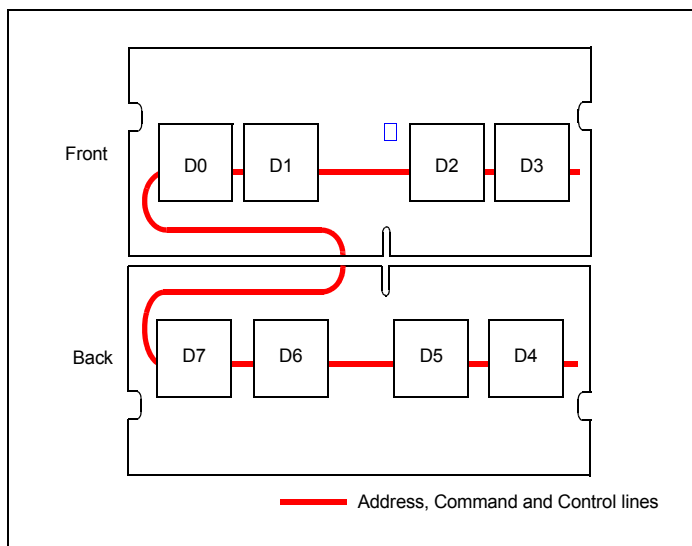 Front
D0
D1
D2
D3
Back
D7
D6
D5
D4
Address, Command and Control lines